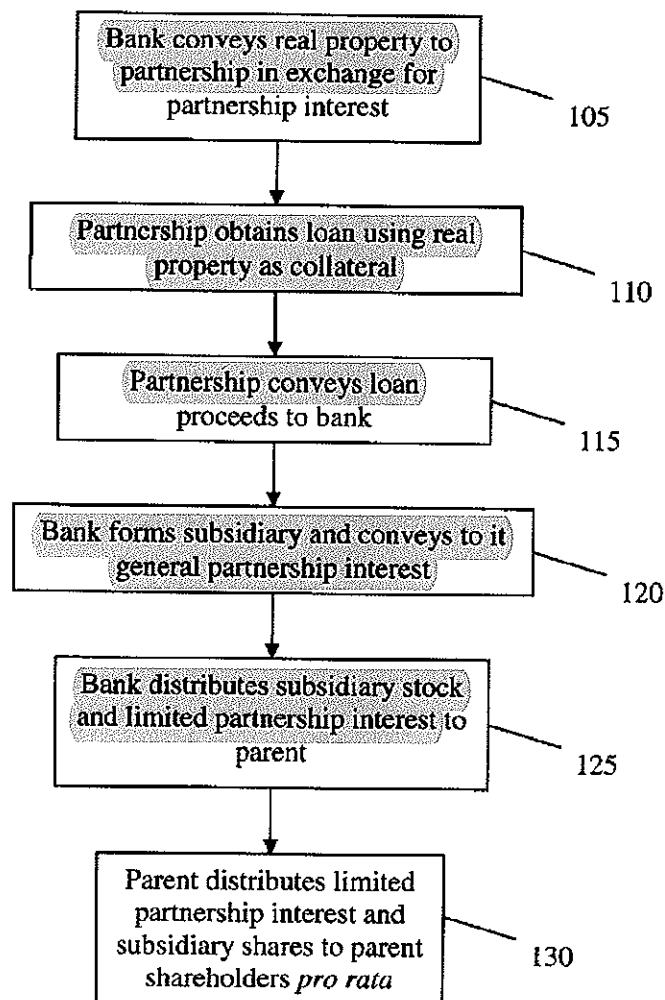 Bank conveys real property to
partnership in exchange for
partnership interest
105
Partnership obtains loan using real
property as collateral
110
Partnership conveys loan
proceeds to bank
115
Bank forms subsidiary and conveys to it
general partnership interest
120
Bank distributes subsidiary stock
and limited partnership interest to
parent
125
Parent distributes limited
partnership interest and
subsidiary shares to parent
shareholders pro rata
130